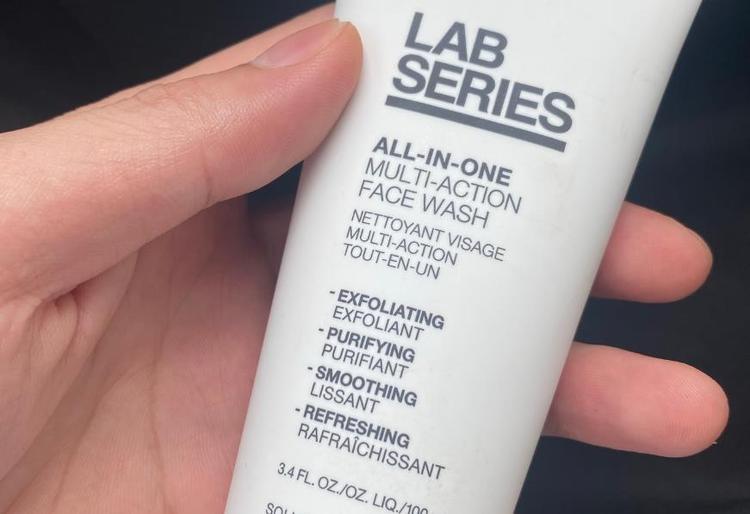 LAB
SERIES
ALL-IN-ONE
MULTI-ACTION
FACE WASH
NETTOYANT VISAGE
MULTI-ACTION
TOUT-EN-UN
- EXFOLIATING
EXFOLIANT
- PURIFYING
PURIFIANT
- SMOOTHING
LISSANT
- REFRESHING
RAFRAÎCHISSANT
3.4 FL. OZ./OZ. LIQ./100